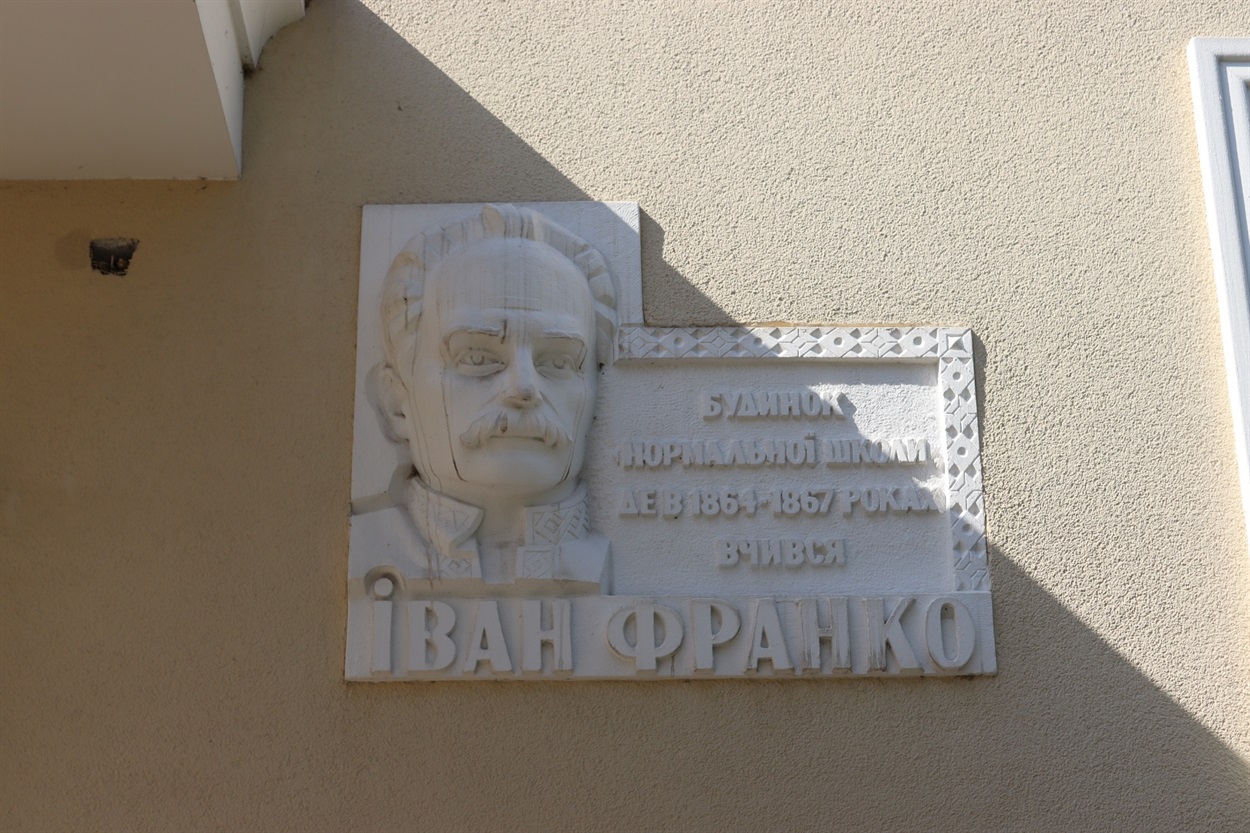 БУДИНОК
НОРМАЛЬНОЇ ШКОЛИ
ДЕ В 1864-1867 РОКАХ
ВЧИВСЯ
ІВАН ФРАНКО